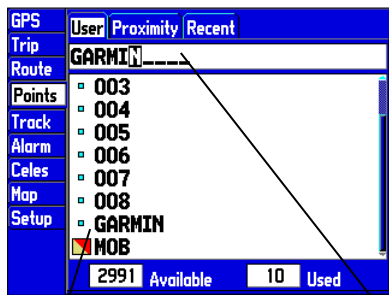 GPS
Trip
Route
Points
Track
Alarm
Celes
Map
Setup
User Proximity Recent
GARMIN____
003
004
005
006
007
008
GARMIN
MOB
2991 Available 10 Used